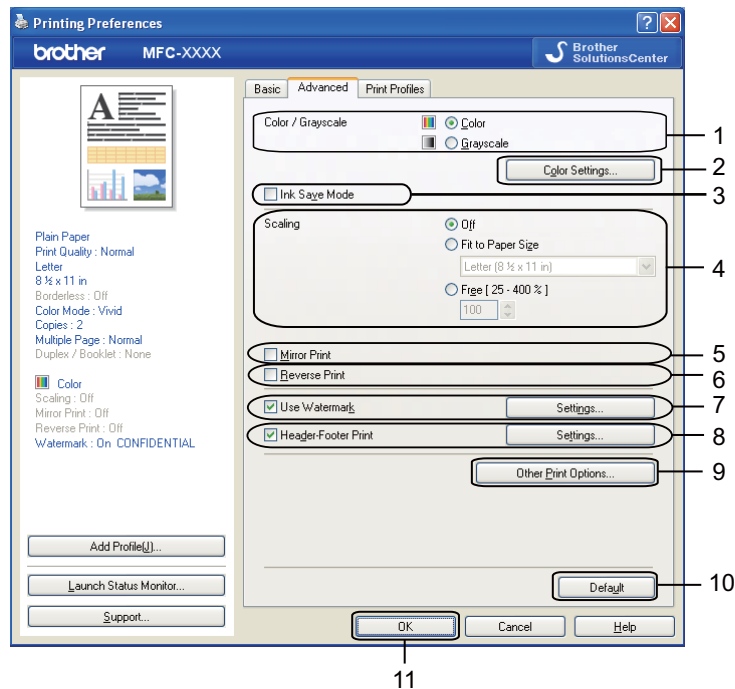 Printing Preferences
brother MFC-XXXX Brother SolutionsCenter
Basic Advanced Print Profiles
Color / Grayscale Color 1
Grayscale
Color Settings... 2
Ink Save Mode 3
Scaling Off
Fit to Paper Size
Letter (8 ½ x 11 in) 4
Free [ 25 - 400 % ]
100
Mirror Print 5
Reverse Print 6
Use Watermark Settings... 7
Header-Footer Print Settings... 8
Other Print Options... 9
Default 10
A
Plain Paper
Print Quality : Normal
Letter
8 ½ x 11 in
Borderless : Off
Color Mode : Vivid
Copies : 2
Multiple Page : Normal
Duplex / Booklet : None
Color
Scaling : Off
Mirror Print : Off
Reverse Print : Off
Watermark : On CONFIDENTIAL
Add Profile(J)...
Launch Status Monitor...
Support...
OK Cancel Help
11